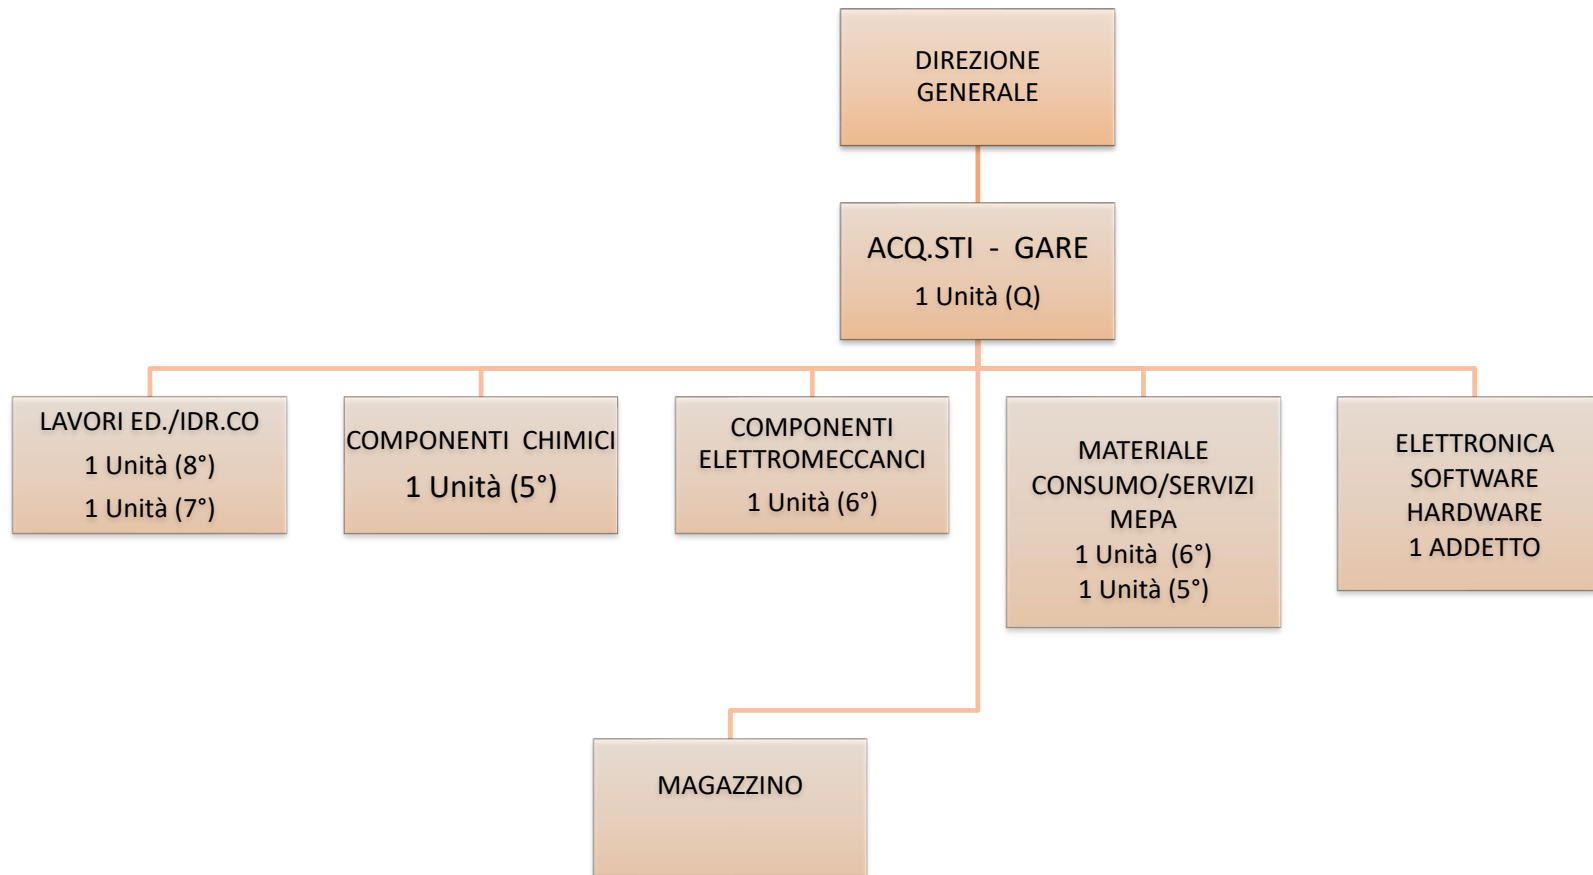 DIREZIONE
GENERALE
ACQ.STI - GARE
1 Unità (Q)
LAVORI ED./IDR.CO
1 Unità (8°)
1 Unità (7°)
COMPONENTI CHIMICI
1 Unità (5°)
COMPONENTI
ELETTROMECCANCI
1 Unità (6°)
MATERIALE
CONSUMO/SERVIZI
MEPA
1 Unità (6°)
1 Unità (5°)
ELETTRONICA
SOFTWARE
HARDWARE
1 ADDETTO
MAGAZZINO